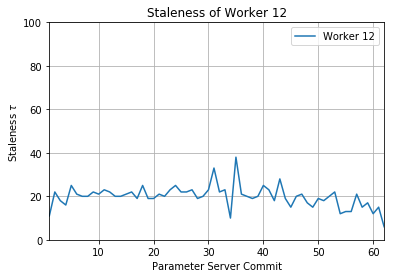 Staleness of Worker 12
Worker 12
100
80
60
40
20
0
Staleness τ
10 20 30 40 50 60
Parameter Server Commit